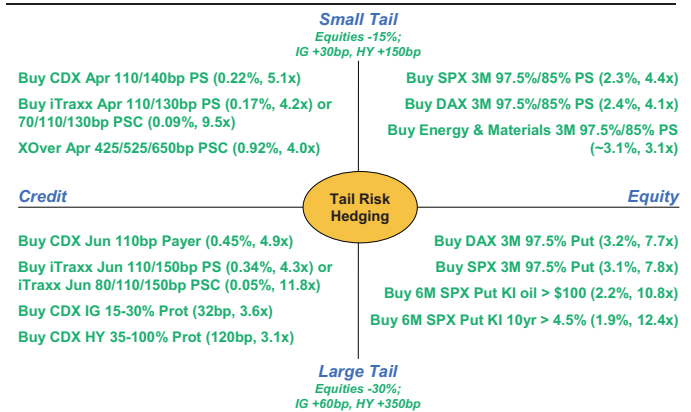 Small Tail
Equities -15%;
IG +30bp, HY +150bp
Buy CDX Apr 110/140bp PS (0.22%, 5.1x)
Buy iTraxx Apr 110/130bp PS (0.17%, 4.2x) or
70/110/130bp PSC (0.09%, 9.5x)
XOver Apr 425/525/650bp PSC (0.92%, 4.0x)
Buy SPX 3M 97.5%/85% PS (2.3%, 4.4x)
Buy DAX 3M 97.5%/85% PS (2.4%, 4.1x)
Buy Energy & Materials 3M 97.5%/85% PS
(~3.1%, 3.1x)
Credit
Tail Risk
Hedging
Equity
Buy CDX Jun 110bp Payer (0.45%, 4.9x)
Buy iTraxx Jun 110/150bp PS (0.34%, 4.3x) or
iTraxx Jun 80/110/150bp PSC (0.05%, 11.8x)
Buy CDX IG 15-30% Prot (32bp, 3.6x)
Buy CDX HY 35-100% Prot (120bp, 3.1x)
Buy DAX 3M 97.5% Put (3.2%, 7.7x)
Buy SPX 3M 97.5% Put (3.1%, 7.8x)
Buy 6M SPX Put KI oil > $100 (2.2%, 10.8x)
Buy 6M SPX Put KI 10yr > 4.5% (1.9%, 12.4x)
Large Tail
Equities -30%;
IG +60bp, HY +350bp